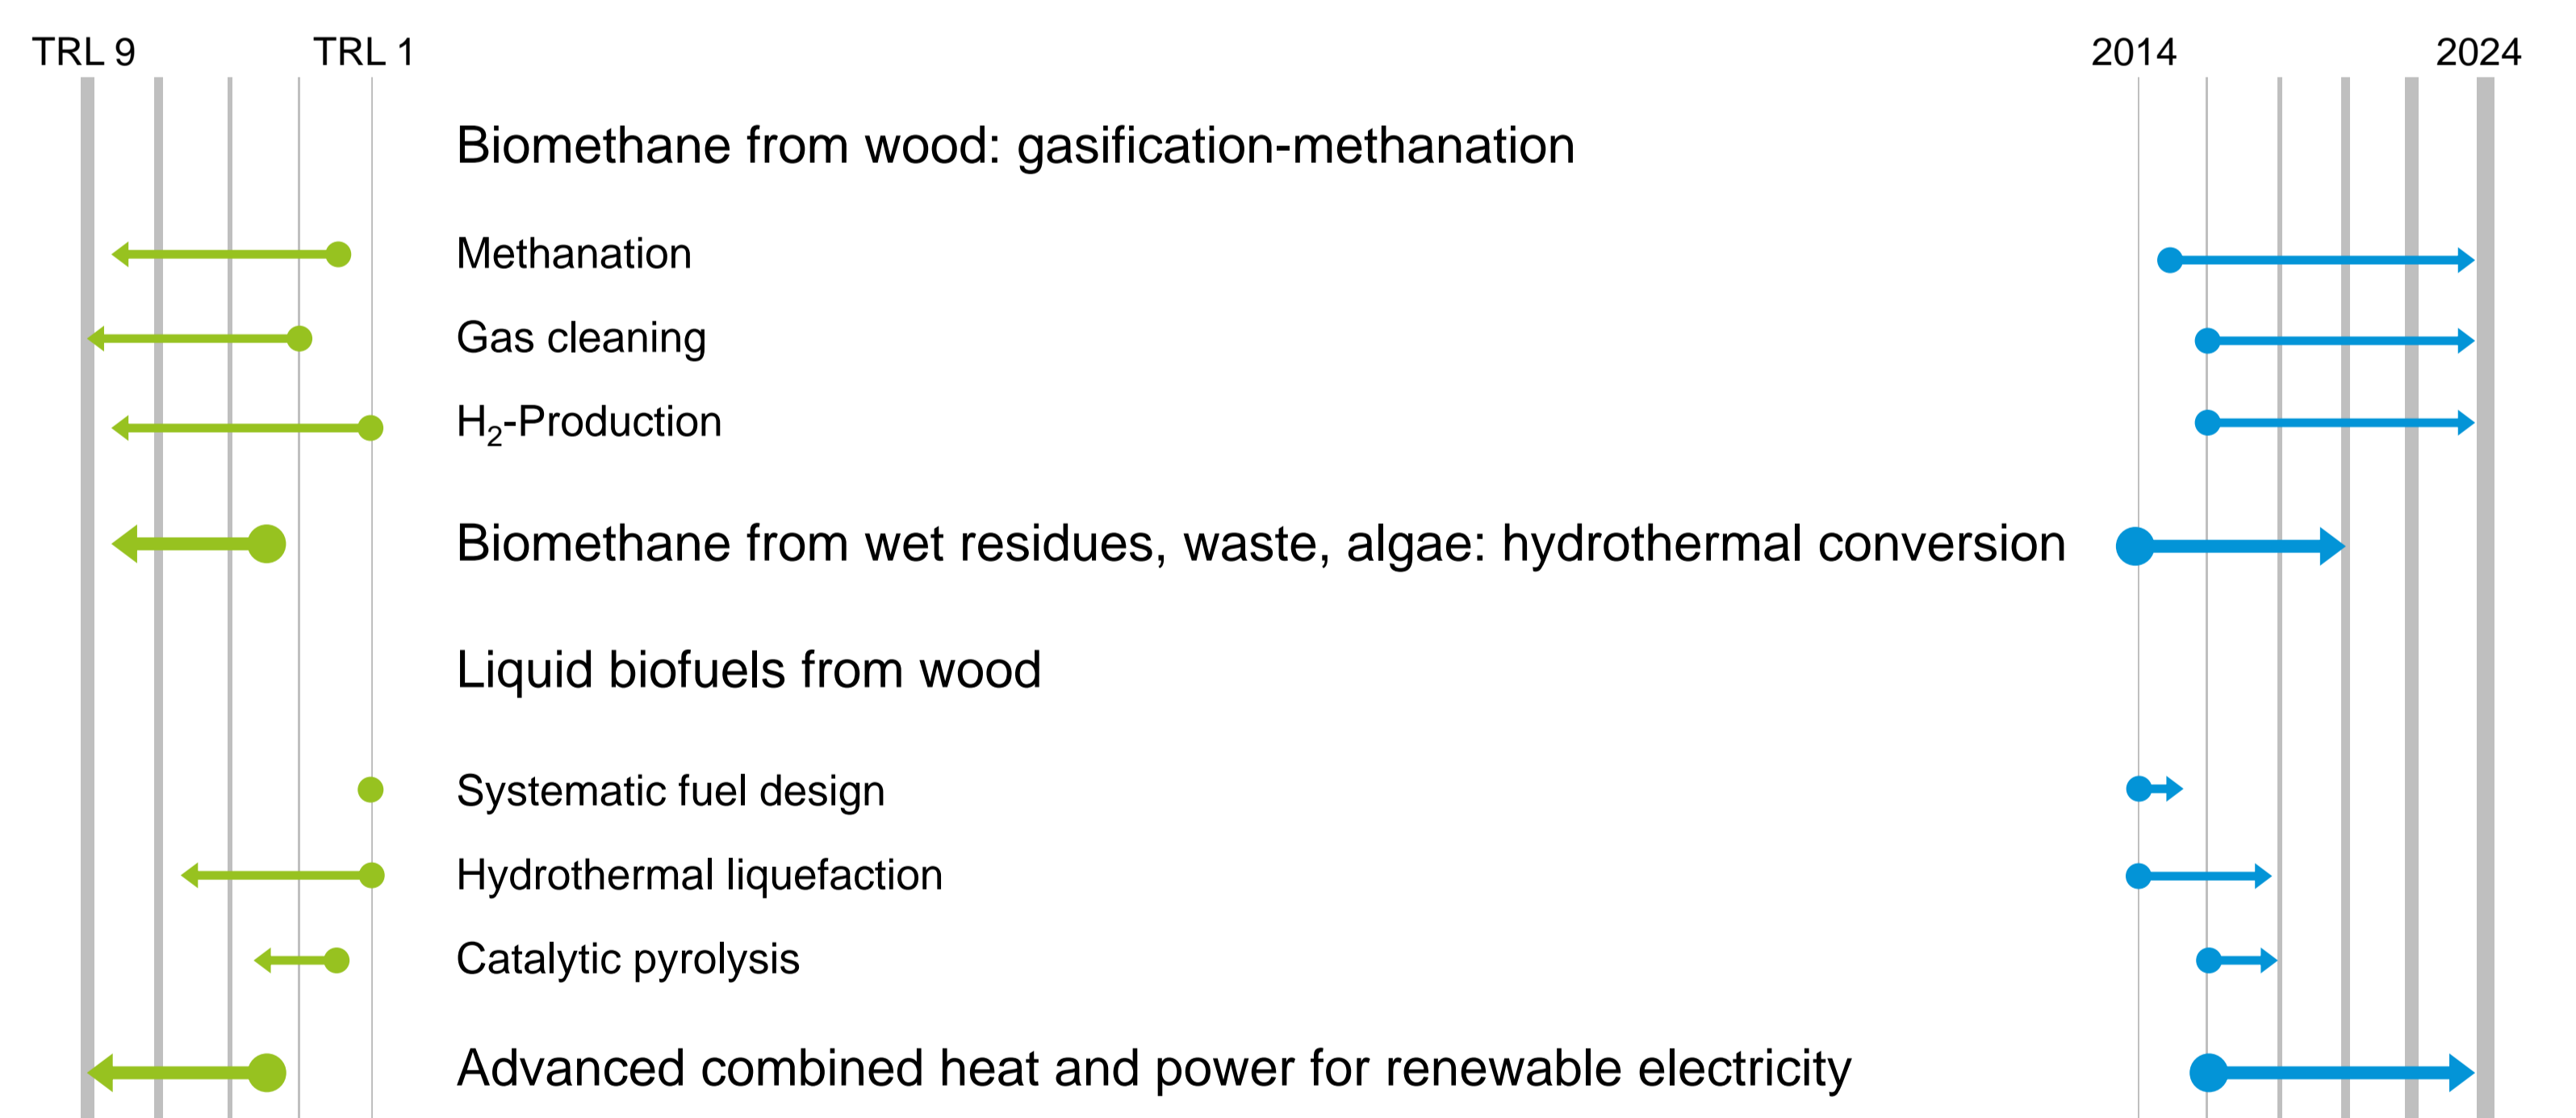 TRL 9 TRL 1 2014 2024
Biomethane from wood: gasification-methanation
Methanation
Gas cleaning
H₂-Production
Biomethane from wet residues, waste, algae: hydrothermal conversion
Liquid biofuels from wood
Systematic fuel design
Hydrothermal liquefaction
Catalytic pyrolysis
Advanced combined heat and power for renewable electricity